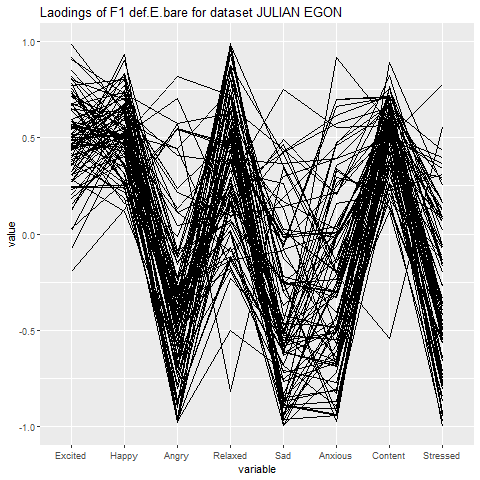 Laodings of F1 def.E.bare for dataset JULIAN EGON
1.0
0.5
0.0
-0.5
-1.0
value
Excited Happy Angry Relaxed Sad Anxious Content Stressed
variable